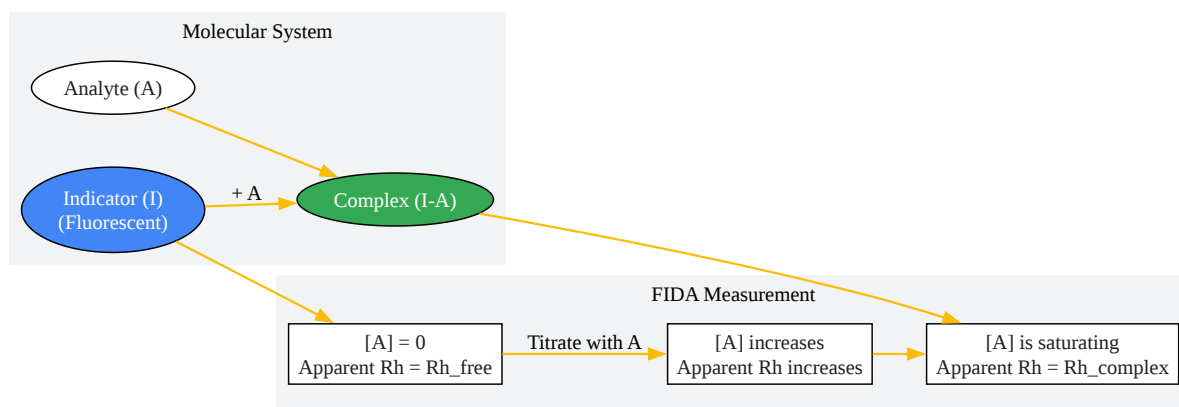 Molecular System
Analyte (A)
Indicator (I)
(Fluorescent)
+ A
Complex (I-A)
FIDA Measurement
[A] = 0
Apparent Rh = Rh_free
Titrate with A
[A] increases
Apparent Rh increases
[A] is saturating
Apparent Rh = Rh_complex